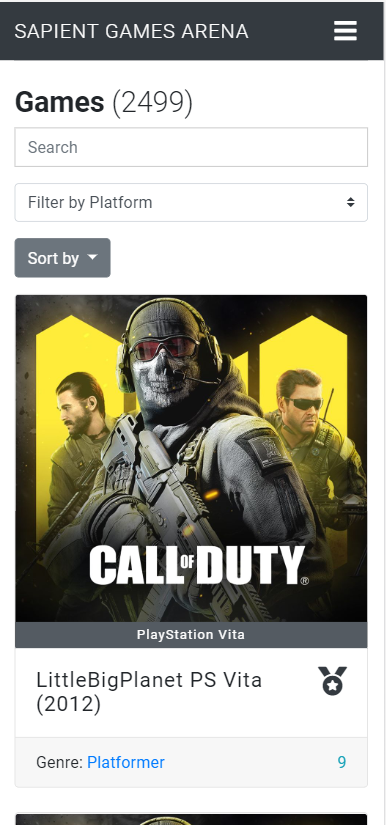 SAPIENT GAMES ARENA
Games (2499)
Search
Filter by Platform
Sort by
CALL OF DUTY®
PlayStation Vita
LittleBigPlanet PS Vita
(2012)
Genre: Platformer 9